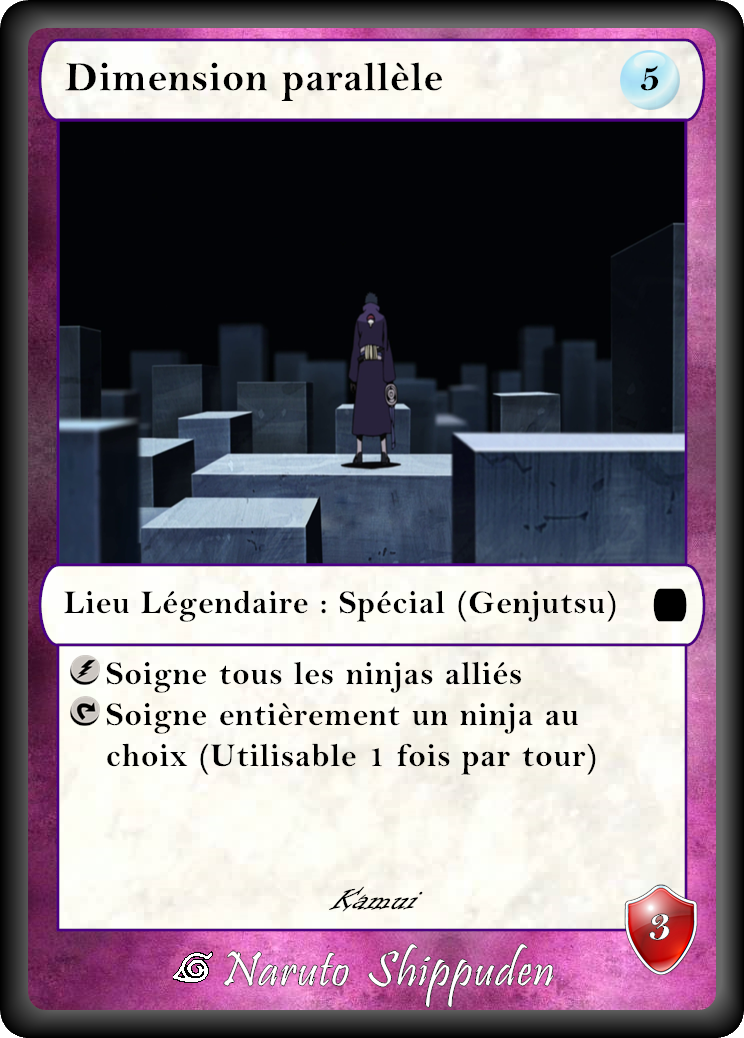 Dimension parallèle
5
Lieu Légendaire : Spécial (Genjutsu)
Soigne tous les ninjas alliés
Soigne entièrement un ninja au
choix (Utilisable 1 fois par tour)
Kamui
3
Naruto Shippuden